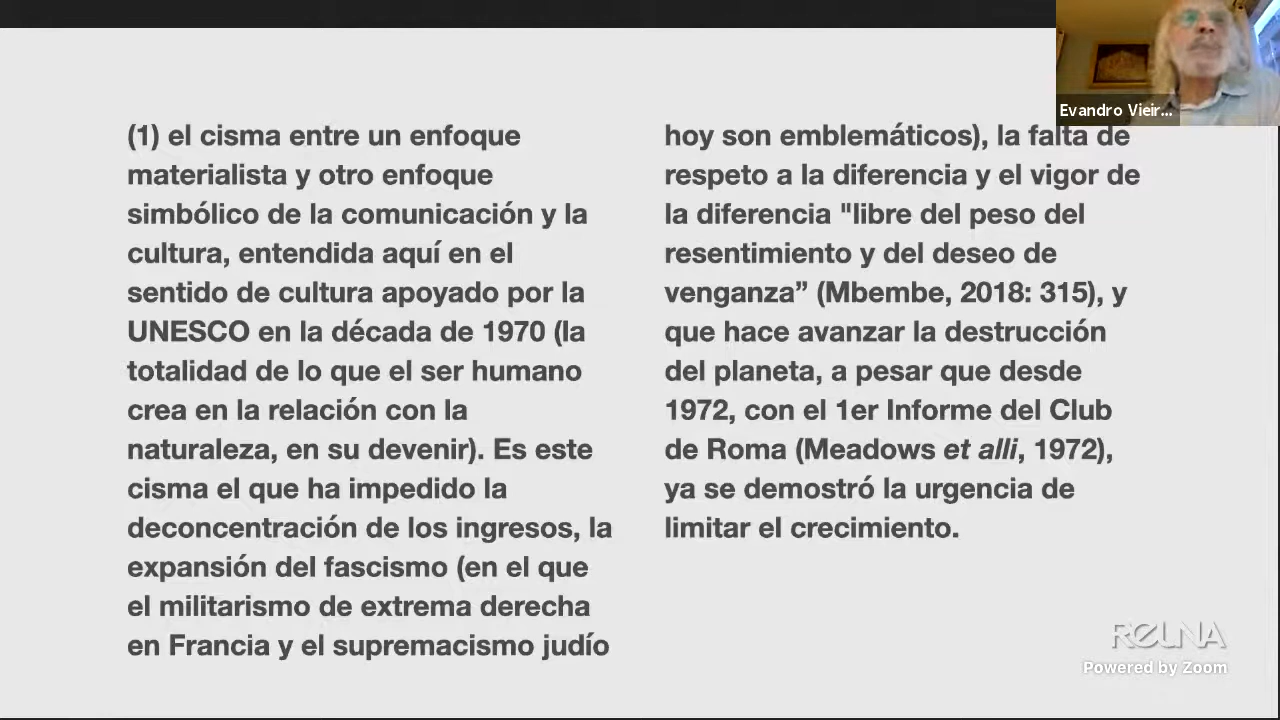 (1) el cisma entre un enfoque
materialista y otro enfoque
simbólico de la comunicación y la
cultura, entendida aquí en el
sentido de cultura apoyado por la
UNESCO en la década de 1970 (la
totalidad de lo que el ser humano
crea en la relación con la
naturaleza, en su devenir). Es este
cisma el que ha impedido la
deconcentración de los ingresos, la
expansión del fascismo (en el que
el militarismo de extrema derecha
en Francia y el supremacismo judío
hoy son emblemáticos), la falta de
respeto a la diferencia y el vigor de
la diferencia "libre del peso del
resentimiento y del deseo de
venganza” (Mbembe, 2018: 315), y
que hace avanzar la destrucción
del planeta, a pesar que desde
1972, con el 1er Informe del Club
de Roma (Meadows et alli, 1972),
ya se demostró la urgencia de
limitar el crecimiento.
Evandro Vieir...
RELNA
Powered by Zoom